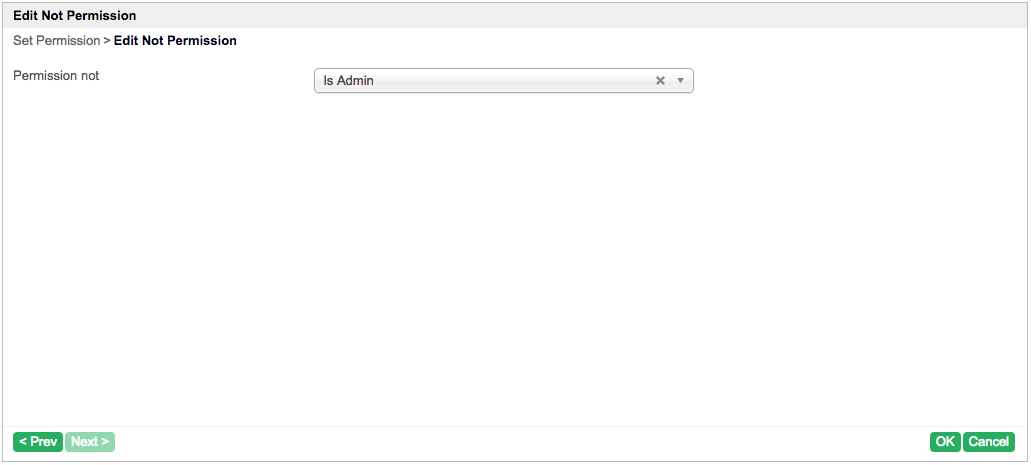 Edit Not Permission
Set Permission > Edit Not Permission
Permission not
Is Admin
< Prev Next >
OK Cancel